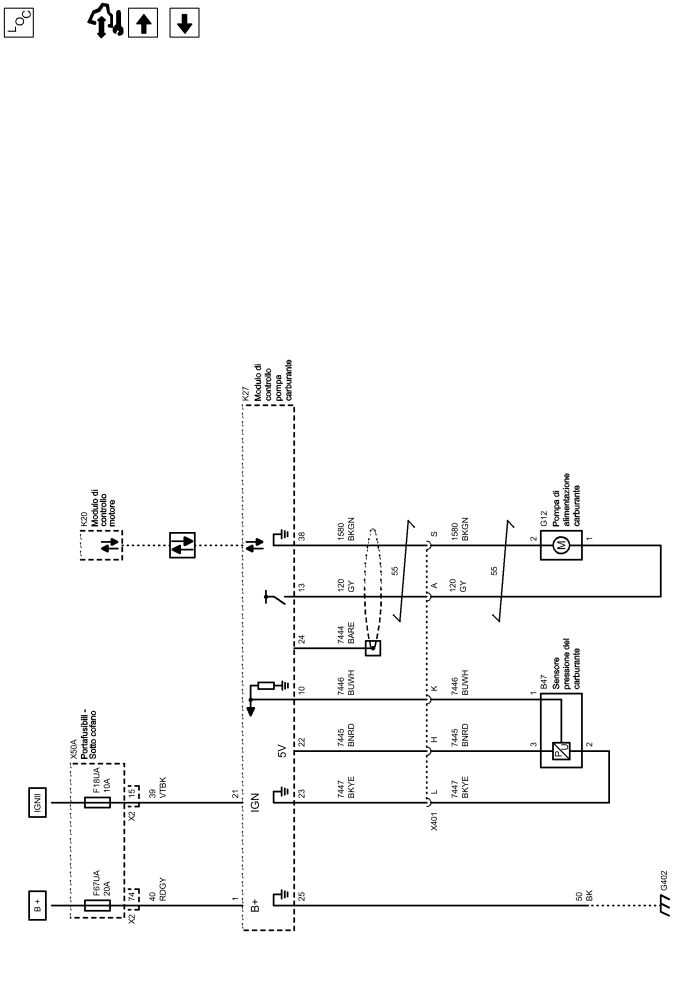 LOC
K20
Modulo di
controllo
motore
K27
Modulo di
controllo
pompa
carburante
X50A
Portafusibili -
Sotto cofano
IGNII
F18UA
10A
X2
15
39
VTBK
21
IGN
B +
F67UA
20A
X2
74
40
RDGY
1
B+
38
1580
BKGN
S
1580
BKGN
2
G12
Pompa di
alimentazione
carburante
M
1
13
120
GY
A
120
GY
55
55
24
7444
BARE
10
7446
BUWH
K
7446
BUWH
1
B47
Sensore
pressione del
carburante
5V
22
7445
BNRD
H
7445
BNRD
3
P
U
2
23
7447
BKYE
L
X401
7447
BKYE
25
50
BK
G402